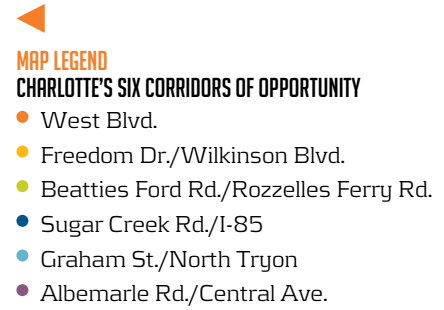 MAP LEGEND
CHARLOTTE'S SIX CORRIDORS OF OPPORTUNITY
West Blvd.
Freedom Dr./Wilkinson Blvd.
Beatties Ford Rd./Rozzelles Ferry Rd.
Sugar Creek Rd./I-85
Graham St./North Tryon
Albemarle Rd./Central Ave.